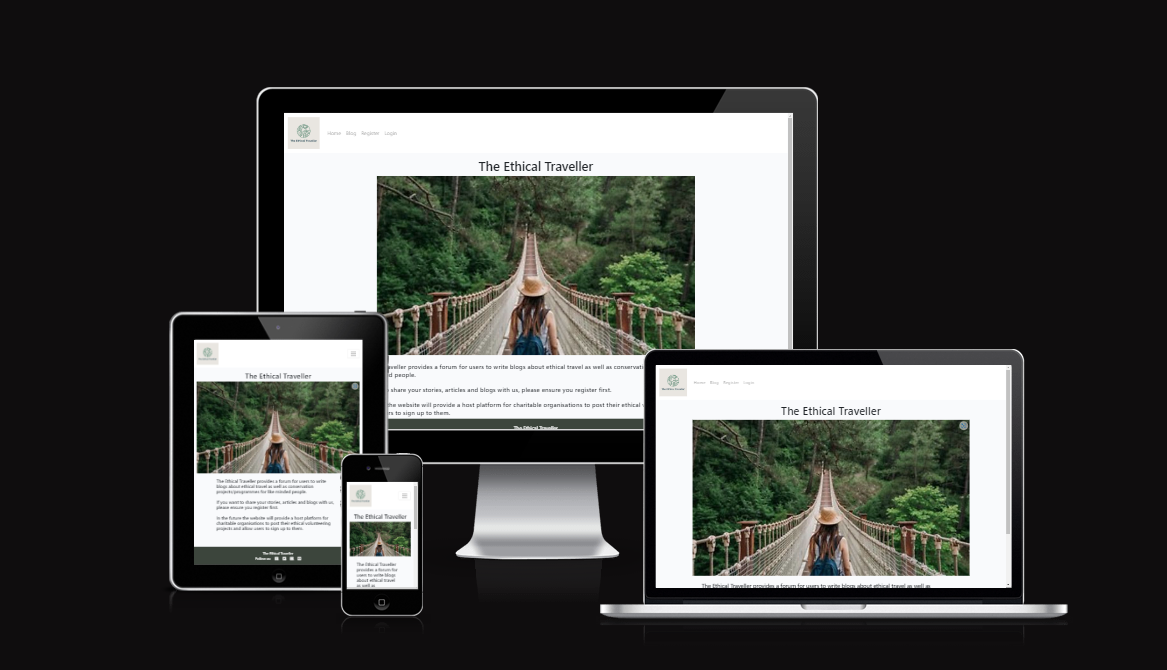 The Ethical Traveller
Home Blog Register Login
The Ethical Traveller
aveller provides a forum for users to write blogs about ethical travel as well as conservati
d people.
share your stories, articles and blogs with us, please ensure you register first.
he website will provide a host platform for charitable organisations to post their ethical
rs to sign up to them.
The Ethical Traveller
The Ethical Traveller
The Ethical Traveller provides a forum for users to write
blogs about ethical travel as well as conservation
projects/programmes for like minded people.
If you want to share your stories, articles and blogs with us,
please ensure you register first.
In the future the website will provide a host platform for
charitable organisations to post their ethical volunteering
projects and allow users to sign up to them.
The Ethical Traveller
Follow us:
The Ethical Traveller
The Ethical Traveller
provides a forum for
users to write blogs
about ethical travel
as well as
The Ethical Traveller
Home Blog Register Login
The Ethical Traveller
The Ethical Traveller provides a forum for users to write blogs about ethical travel as well as